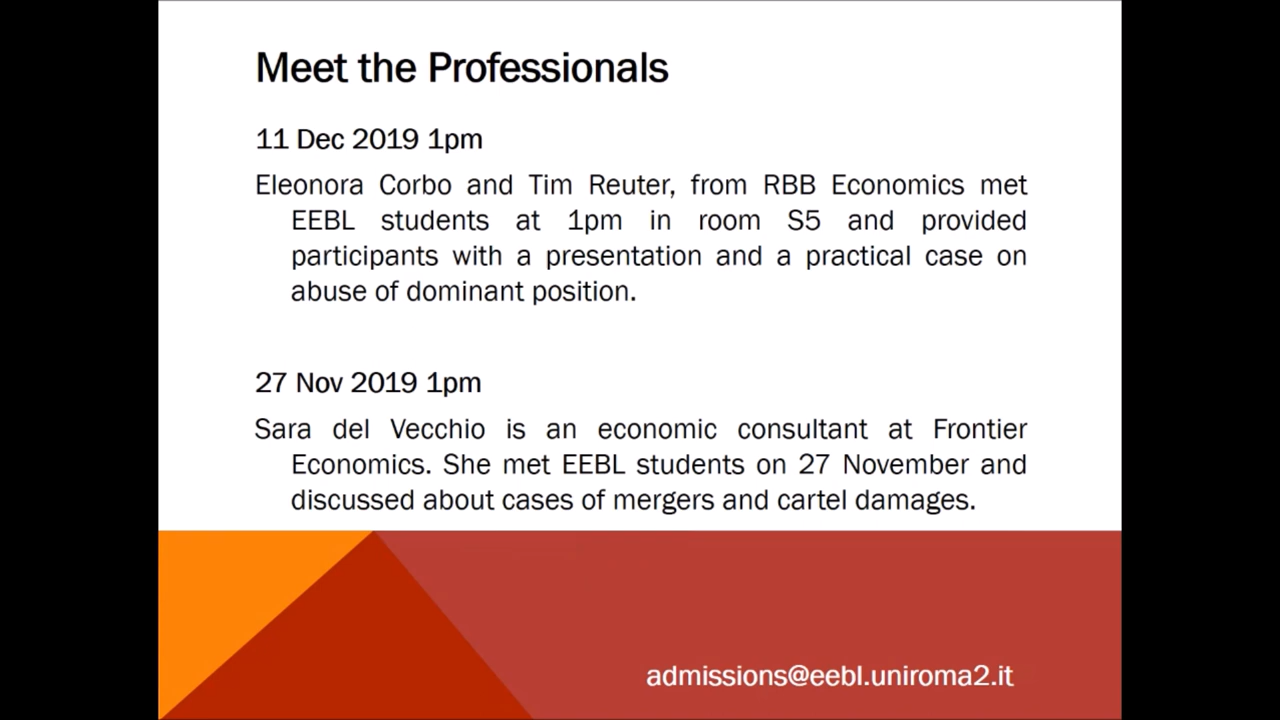 Meet the Professionals
11 Dec 2019 1pm
Eleonora Corbo and Tim Reuter, from RBB Economics met
EEBL students at 1pm in room S5 and provided
participants with a presentation and a practical case on
abuse of dominant position.
27 Nov 2019 1pm
Sara del Vecchio is an economic consultant at Frontier
Economics. She met EEBL students on 27 November and
discussed about cases of mergers and cartel damages.
admissions@eebl.uniroma2.it